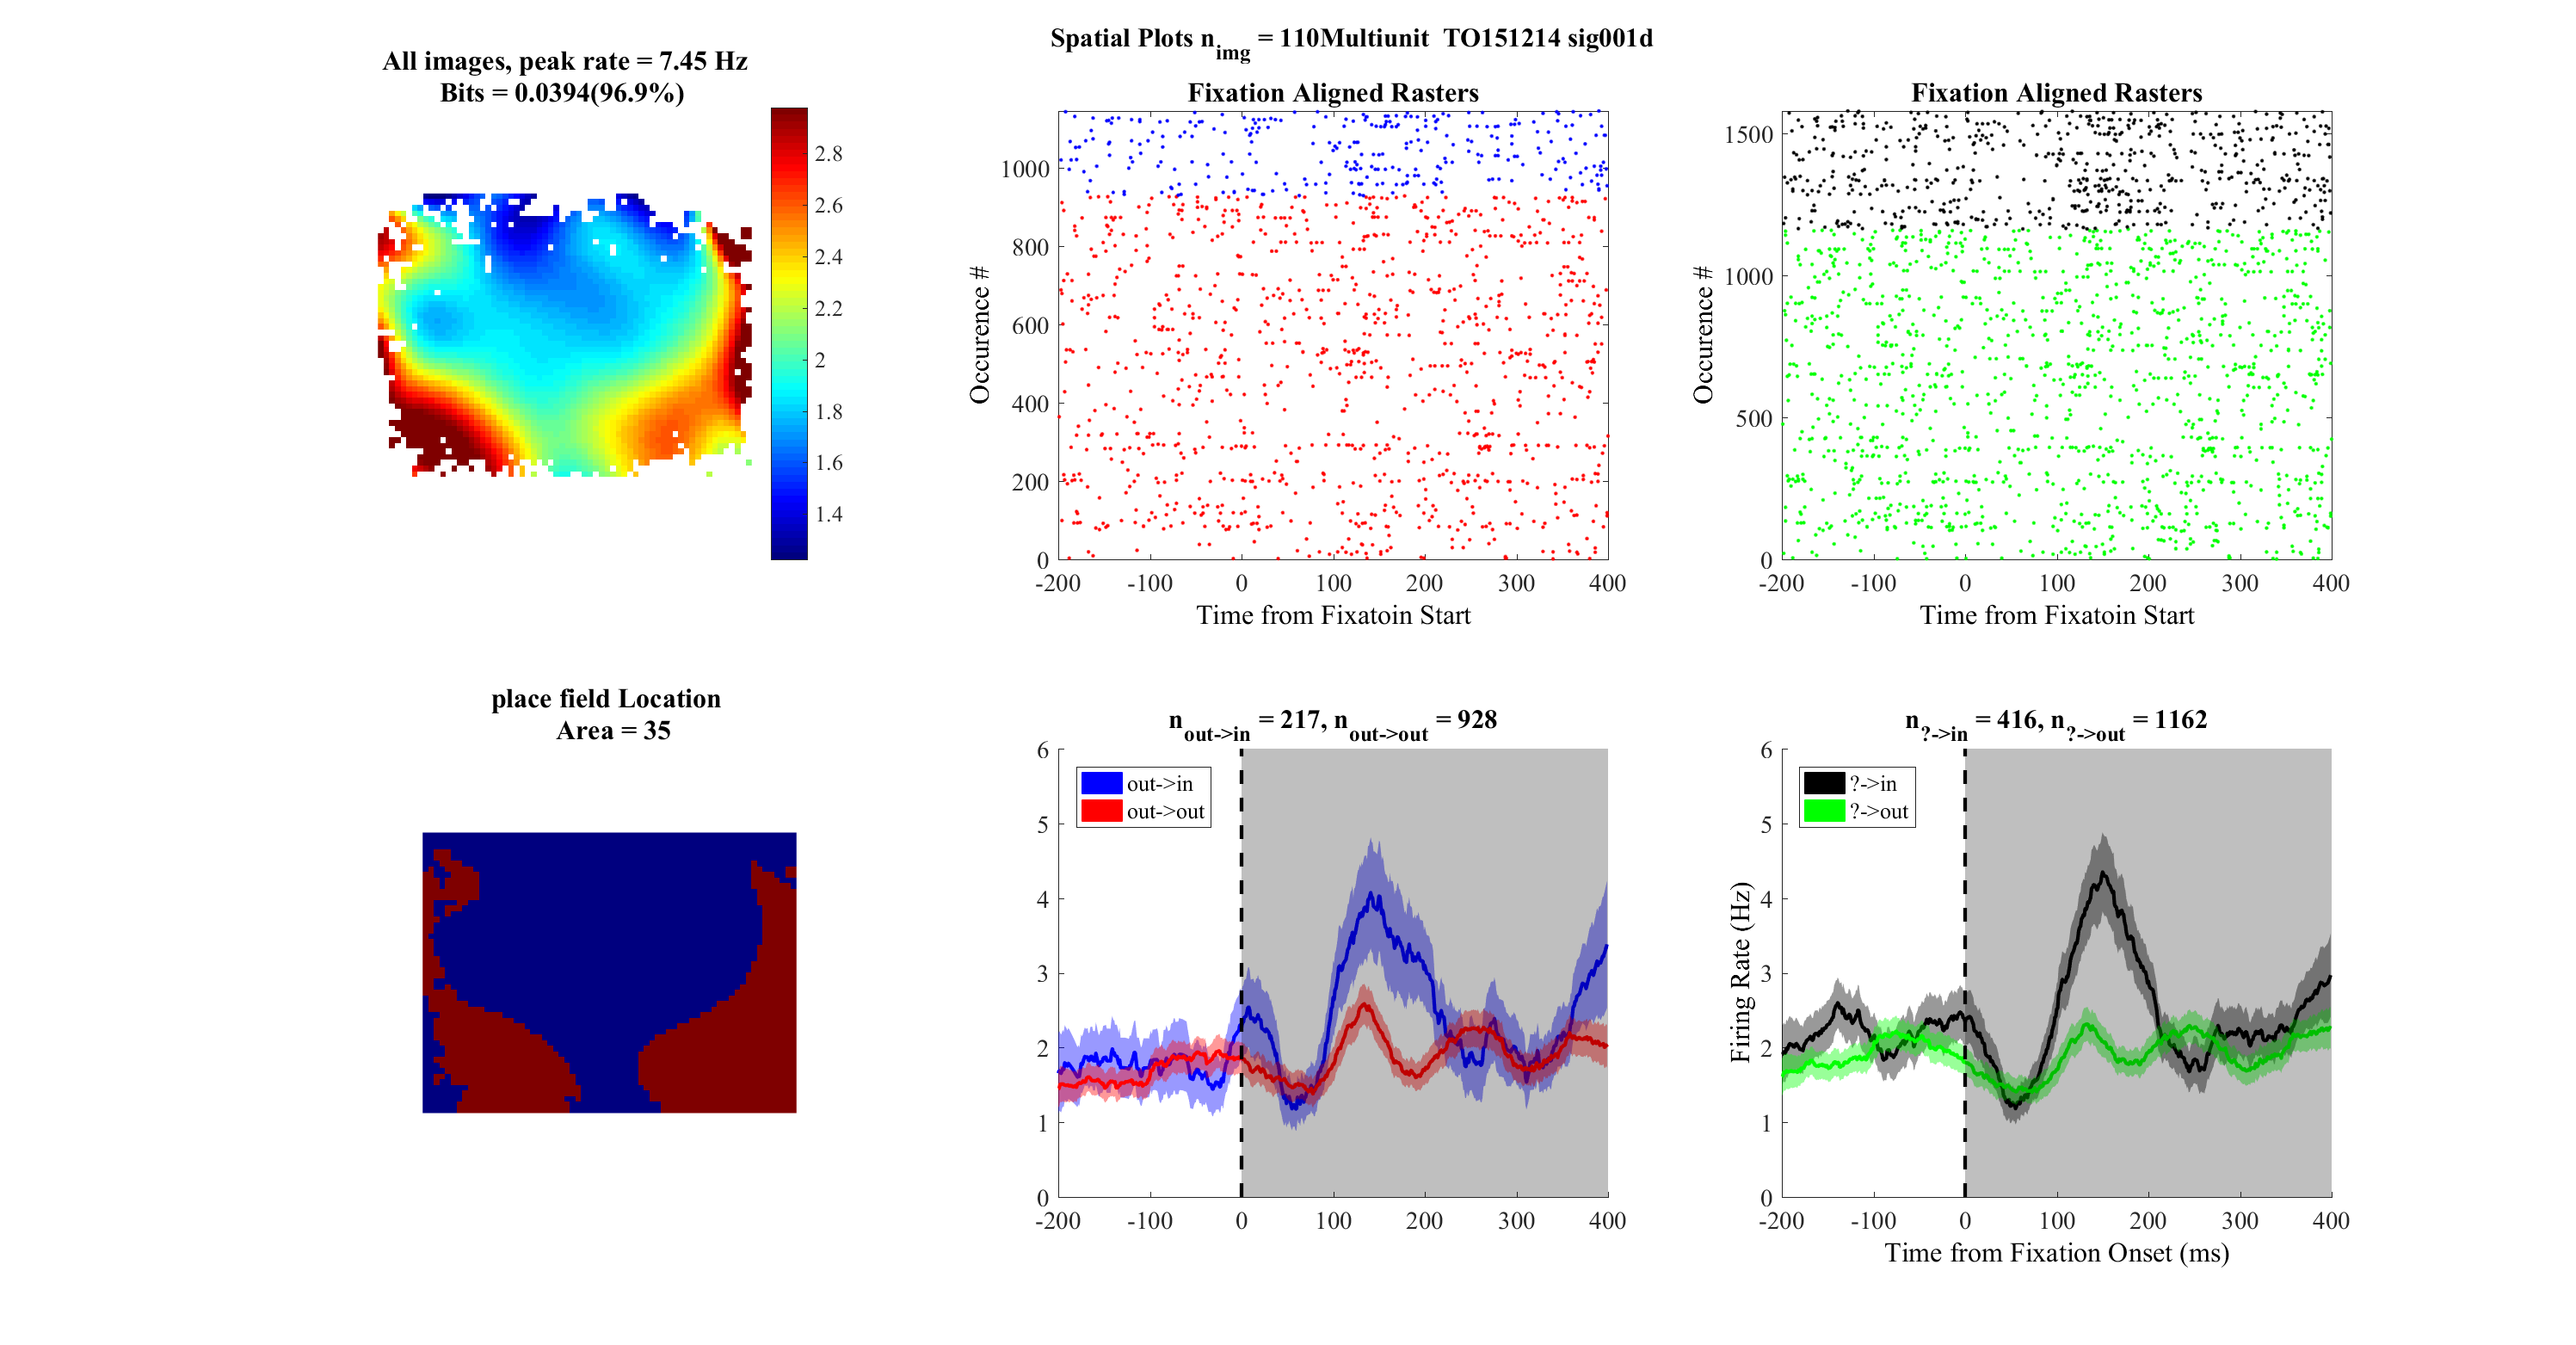 Spatial Plots n_img = 110Multiunit  TO151214 sig001d
All images, peak rate = 7.45 Hz
Bits = 0.0394(96.9%)
2.8
2.6
2.4
2.2
2
1.8
1.6
1.4
Fixation Aligned Rasters
Occurence #
1000
800
600
400
200
0
-200 -100 0 100 200 300 400
Time from Fixatoin Start
Fixation Aligned Rasters
Occurence #
1500
1000
500
0
-200 -100 0 100 200 300 400
Time from Fixatoin Start
place field Location
Area = 35
n_out->in = 217, n_out->out = 928
6
5
4
3
2
1
0
out->in
out->out
-200 -100 0 100 200 300 400
n_?->in = 416, n_?->out = 1162
Firing Rate (Hz)
6
5
4
3
2
1
0
?->in
?->out
-200 -100 0 100 200 300 400
Time from Fixation Onset (ms)